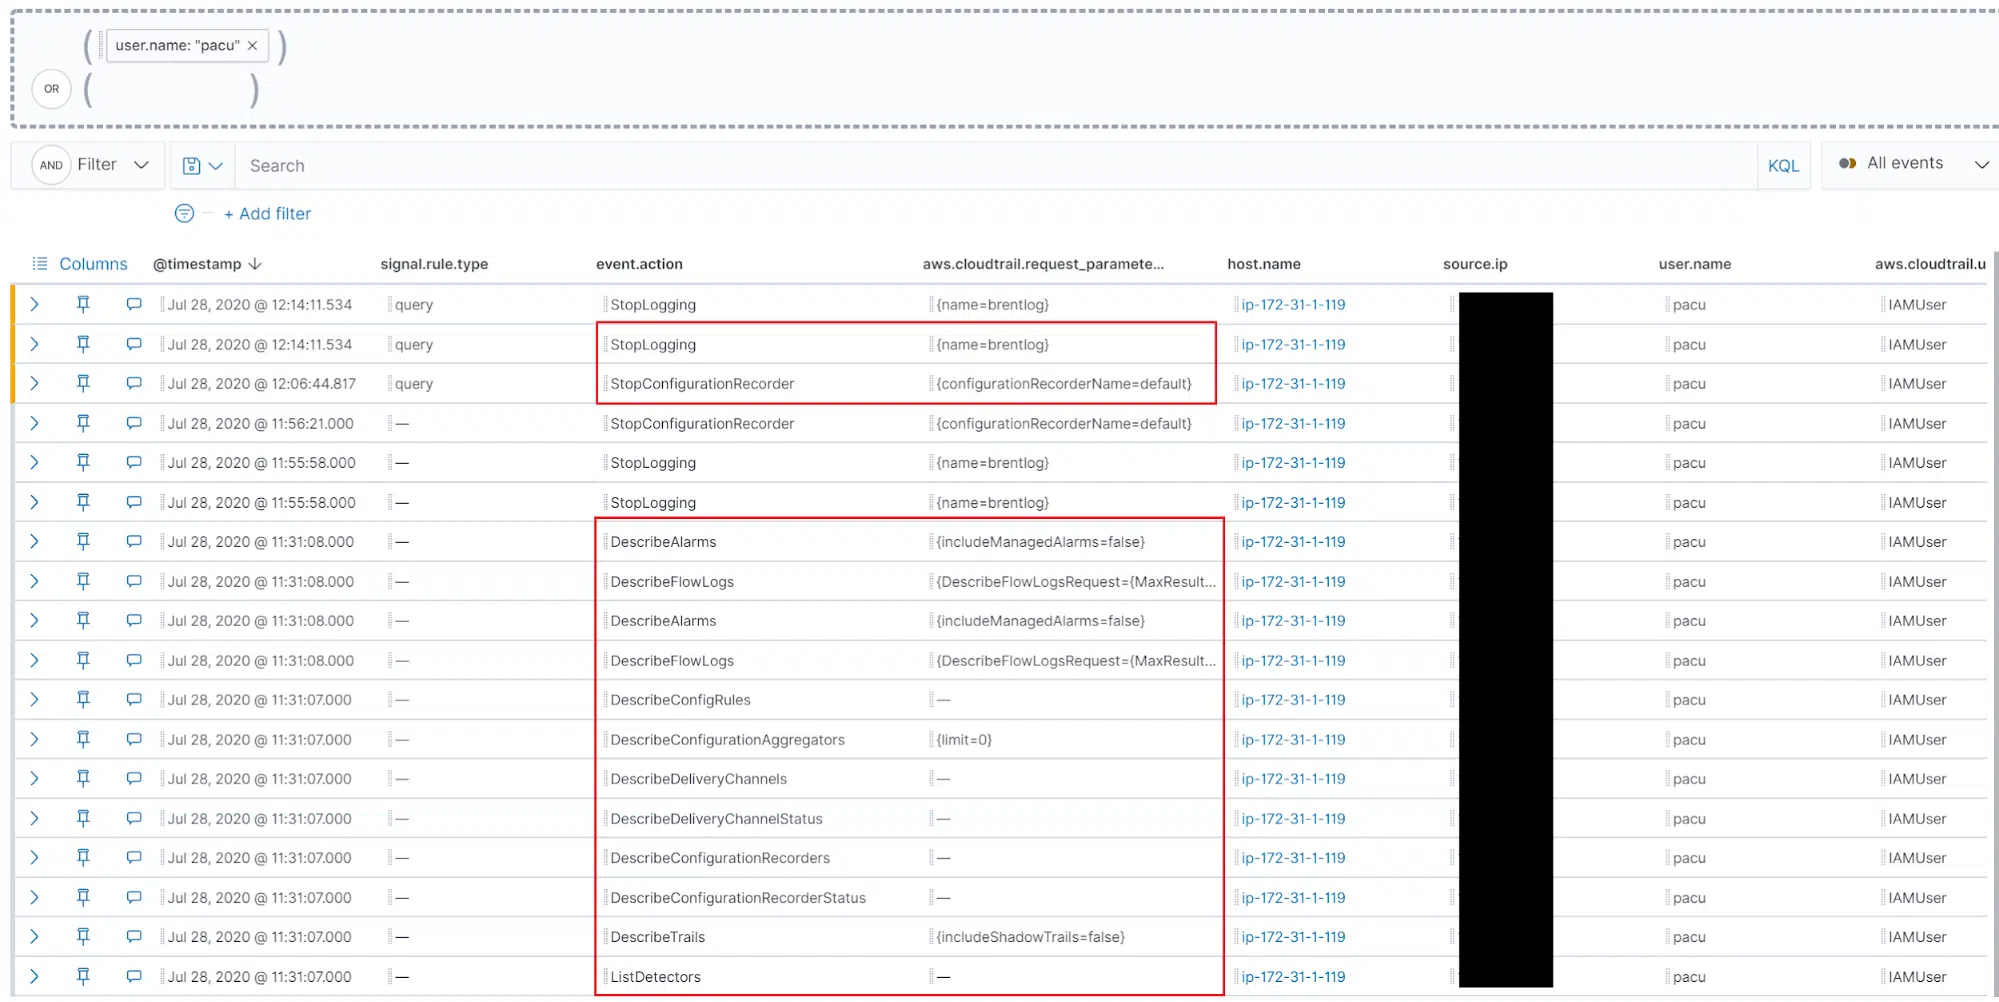 ( user.name: "pacu" × )
OR ( )
AND Filter Search KQL All events
+ Add filter
Columns @timestamp signal.rule.type event.action aws.cloudtrail.request_paramete... host.name source.ip user.name aws.cloudtrail.u
Jul 28, 2020 @ 12:14:11.534 query StopLogging {name=brentlog} ip-172-31-1-119 pacu IAMUser
Jul 28, 2020 @ 12:14:11.534 query StopLogging {name=brentlog} ip-172-31-1-119 pacu IAMUser
Jul 28, 2020 @ 12:06:44.817 query StopConfigurationRecorder {configurationRecorderName=default} ip-172-31-1-119 pacu IAMUser
Jul 28, 2020 @ 11:56:21.000 — StopConfigurationRecorder {configurationRecorderName=default} ip-172-31-1-119 pacu IAMUser
Jul 28, 2020 @ 11:55:58.000 — StopLogging {name=brentlog} ip-172-31-1-119 pacu IAMUser
Jul 28, 2020 @ 11:55:58.000 — StopLogging {name=brentlog} ip-172-31-1-119 pacu IAMUser
Jul 28, 2020 @ 11:31:08.000 — DescribeAlarms {includeManagedAlarms=false} ip-172-31-1-119 pacu IAMUser
Jul 28, 2020 @ 11:31:08.000 — DescribeFlowLogs {DescribeFlowLogsRequest={MaxResult... ip-172-31-1-119 pacu IAMUser
Jul 28, 2020 @ 11:31:08.000 — DescribeAlarms {includeManagedAlarms=false} ip-172-31-1-119 pacu IAMUser
Jul 28, 2020 @ 11:31:08.000 — DescribeFlowLogs {DescribeFlowLogsRequest={MaxResult... ip-172-31-1-119 pacu IAMUser
Jul 28, 2020 @ 11:31:07.000 — DescribeConfigRules — ip-172-31-1-119 pacu IAMUser
Jul 28, 2020 @ 11:31:07.000 — DescribeConfigurationAggregators {limit=0} ip-172-31-1-119 pacu IAMUser
Jul 28, 2020 @ 11:31:07.000 — DescribeDeliveryChannels — ip-172-31-1-119 pacu IAMUser
Jul 28, 2020 @ 11:31:07.000 — DescribeDeliveryChannelStatus — ip-172-31-1-119 pacu IAMUser
Jul 28, 2020 @ 11:31:07.000 — DescribeConfigurationRecorders — ip-172-31-1-119 pacu IAMUser
Jul 28, 2020 @ 11:31:07.000 — DescribeConfigurationRecorderStatus — ip-172-31-1-119 pacu IAMUser
Jul 28, 2020 @ 11:31:07.000 — DescribeTrails {includeShadowTrails=false} ip-172-31-1-119 pacu IAMUser
Jul 28, 2020 @ 11:31:07.000 — ListDetectors — ip-172-31-1-119 pacu IAMUser